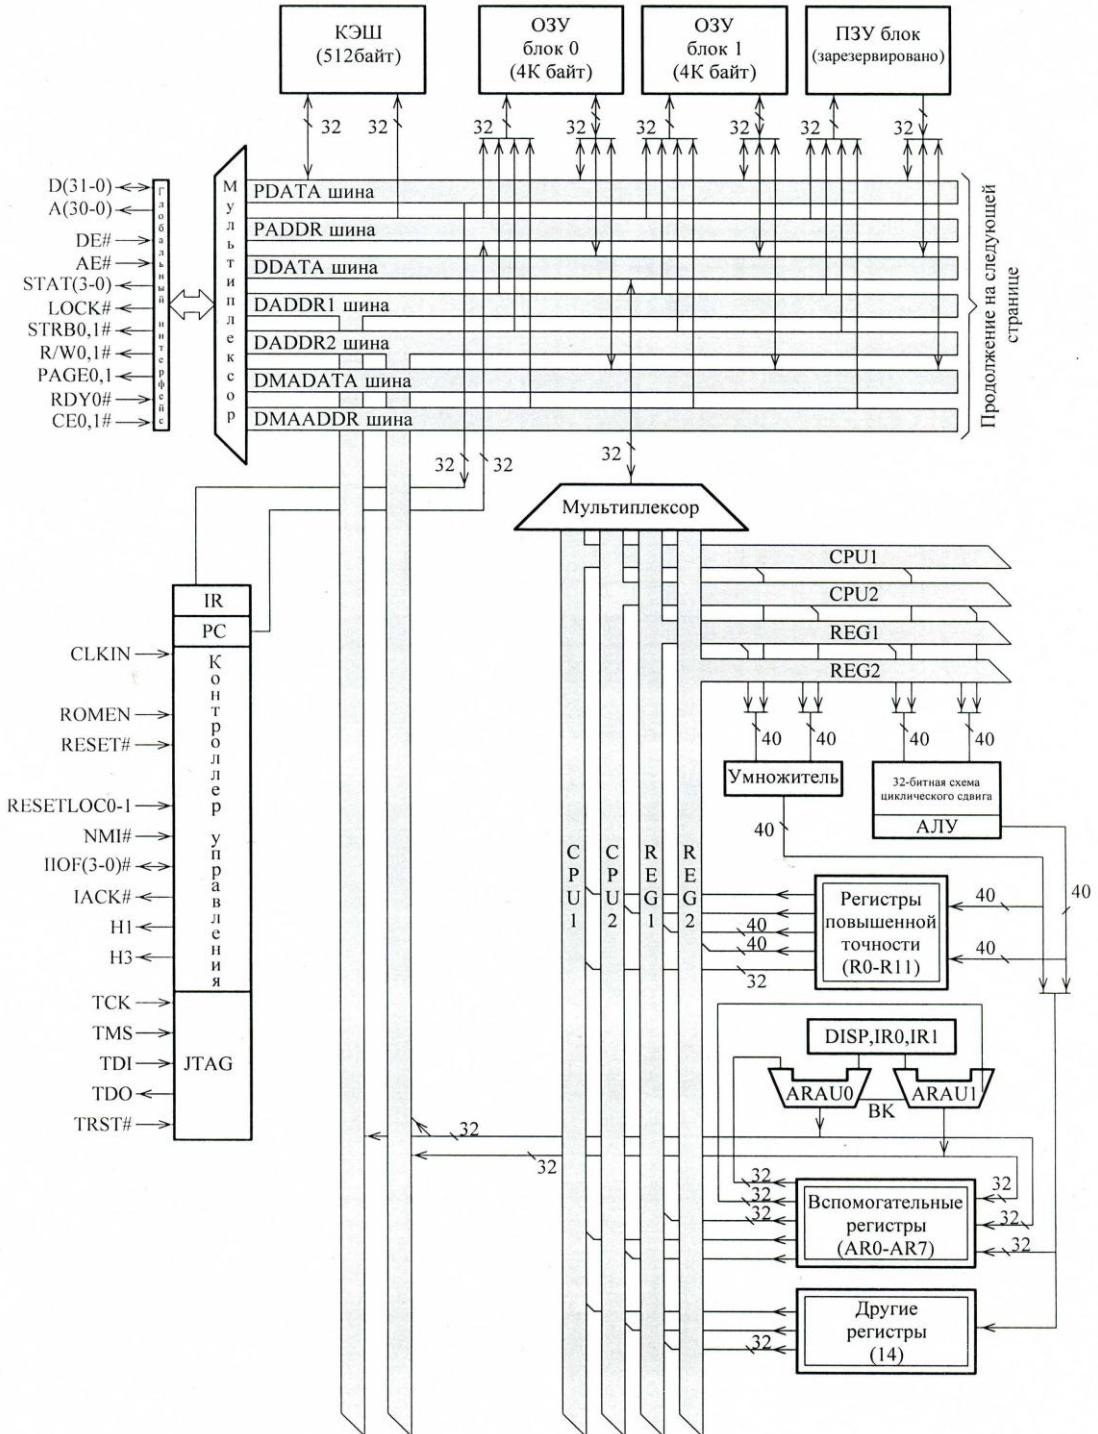 КЭШ
(512байт)
ОЗУ
блок 0
(4К байт)
ОЗУ
блок 1
(4К байт)
ПЗУ блок
(зарезервировано)
32
32
32
32
32
32
32
32
D(31-0)
A(30-0)
DE#
AE#
STAT(3-0)
LOCK#
STRB0,1#
R/W0,1#
PAGE0,1
RDY0#
CE0,1#
Глобальный интерфейс
Мультиплексор
PDATA шина
PADDR шина
DDATA шина
DADDR1 шина
DADDR2 шина
DMADATA шина
DMAADDR шина
Продолжение на следующей
странице
32
32
32
Мультиплексор
CPU1
CPU2
REG1
REG2
IR
PC
Контроллер управления
JTAG
CLKIN
ROMEN
RESET#
RESETLOC0-1
NMI#
IIOF(3-0)#
IACK#
H1
H3
TCK
TMS
TDI
TDO
TRST#
40
40
40
40
Умножитель
32-битная схема
циклического сдвига
АЛУ
40
CPU1
CPU2
REG1
REG2
40
40
32
Регистры
повышенной
точности
(R0-R11)
40
40
40
DISP,IR0,IR1
ARAU0
ARAU1
ВК
32
32
32
32
32
Вспомогательные
регистры
(AR0-AR7)
32
32
32
Другие
регистры
(14)
32